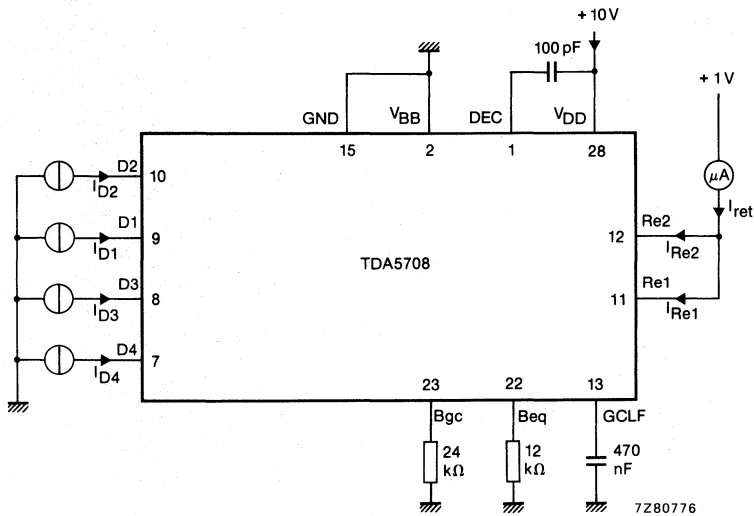 +10V
100 pF
+ 1V
GND
VBB
DEC
VDD
15
2
1
28
μA
Iret
D2
10
ID2
D1
9
ID1
D3
8
ID3
D4
7
ID4
TDA5708
12
Re2
IRe2
11
Re1
IRe1
23
22
13
Bgc
Beq
GCLF
24
kΩ
12
kΩ
470
nF
7Z80776